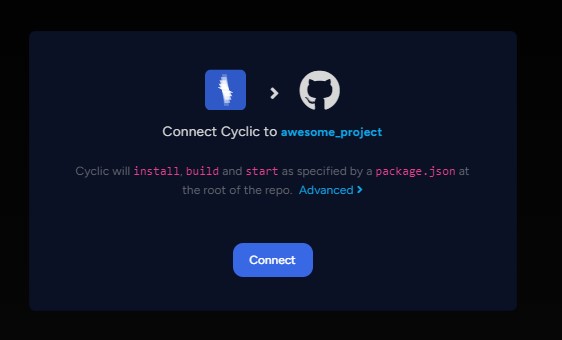 Connect Cyclic to awesome_project
Cyclic will install, build and start as specified by a package.json at
the root of the repo. Advanced >
Connect